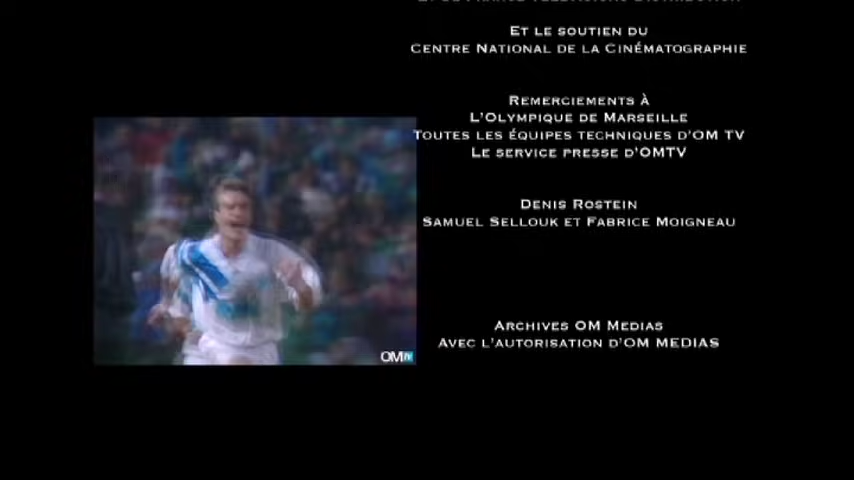 Et le soutien du
Centre National de la Cinématographie
Remerciements à
L'Olympique de Marseille
Toutes les équipes techniques d'OM TV
Le service presse d'OMTV
Denis Rostein
Samuel Sellouk et Fabrice Moigneau
Archives OM Medias
Avec l'autorisation d'OM MEDIAS
OMTV